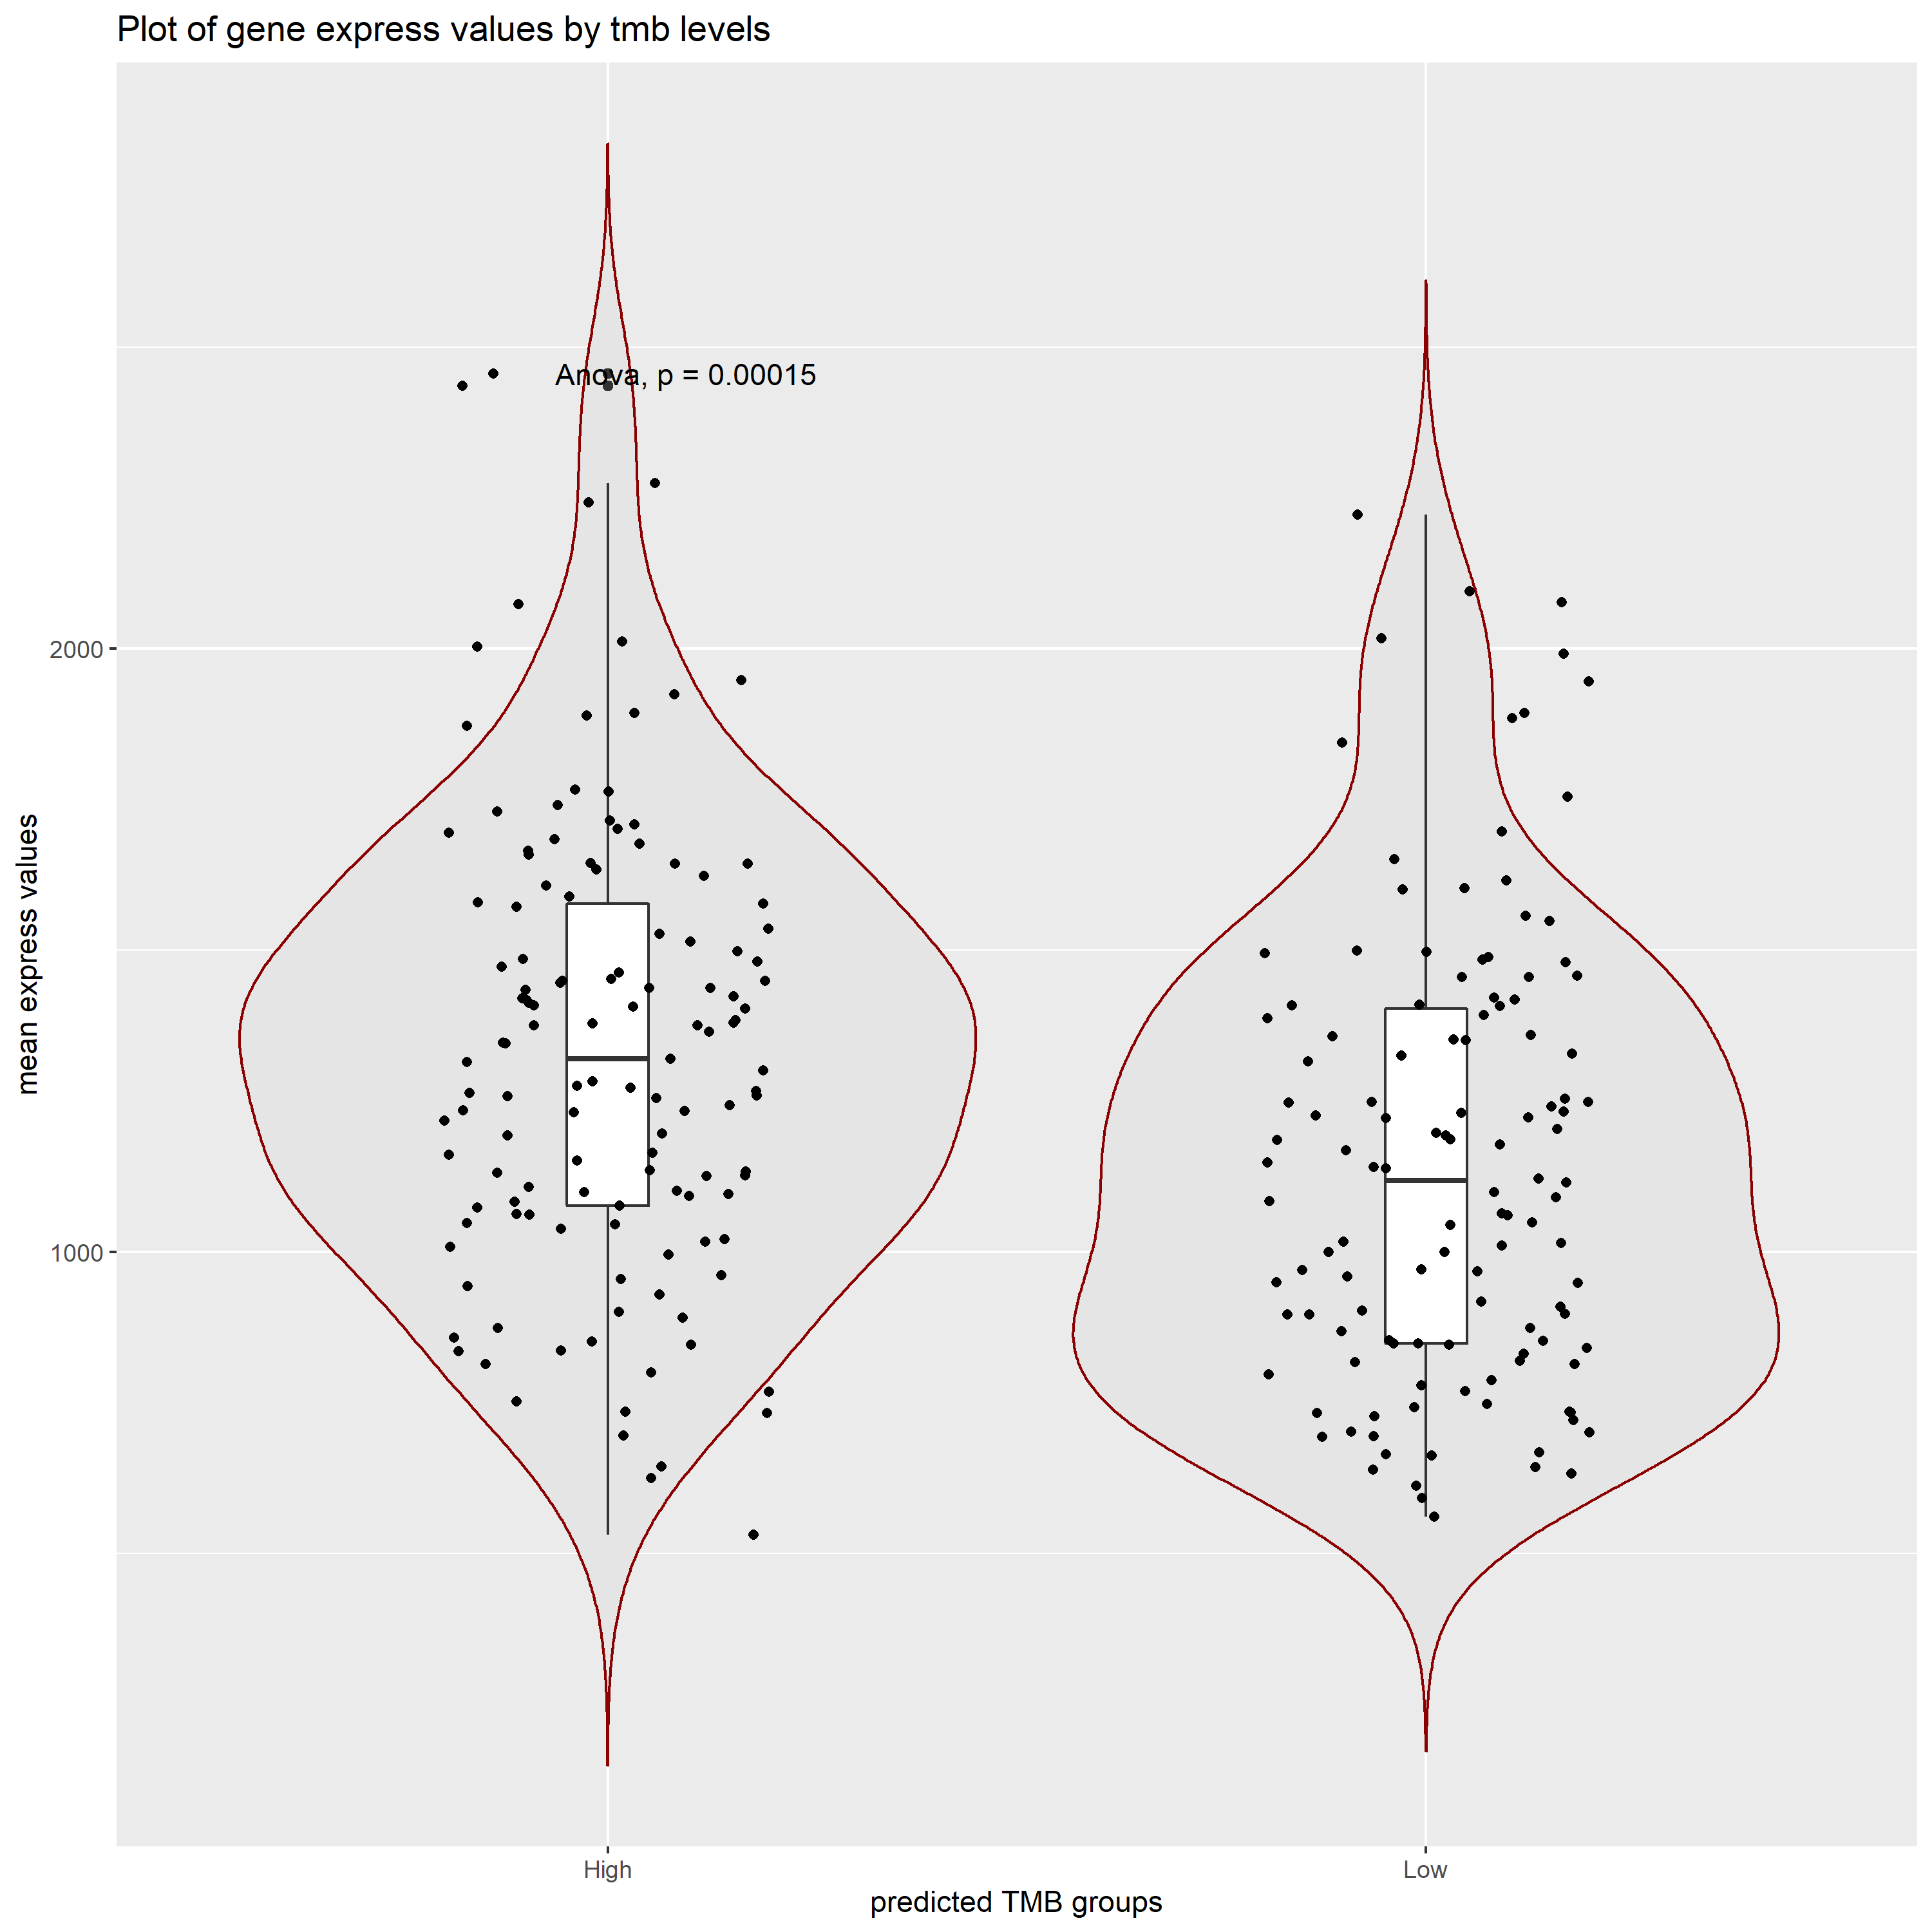 Plot of gene express values by tmb levels
Anova, p = 0.00015
2000
mean express values
1000
High
Low
predicted TMB groups